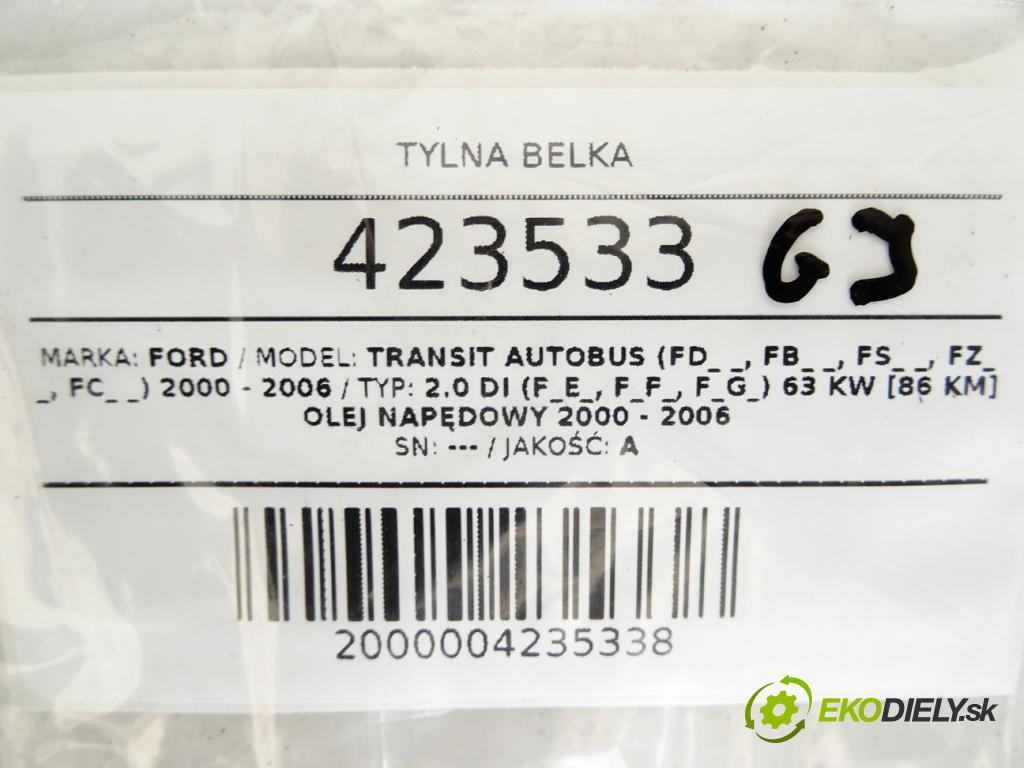 TYLNA BELKA
423533 GJ
MARKA: FORD / MODEL: TRANSIT AUTOBUS (FD_ _, FB_ _, FS_ _, FZ_
_, FC_ _) 2000 - 2006 / TYP: 2.0 DI (F_E_, F_F_, F_G_) 63 KW [86 KM]
OLEJ NAPĘDOWY 2000 - 2006
SN: --- / JAKOŚĆ: A
2000004235338
EKODIELY.sk